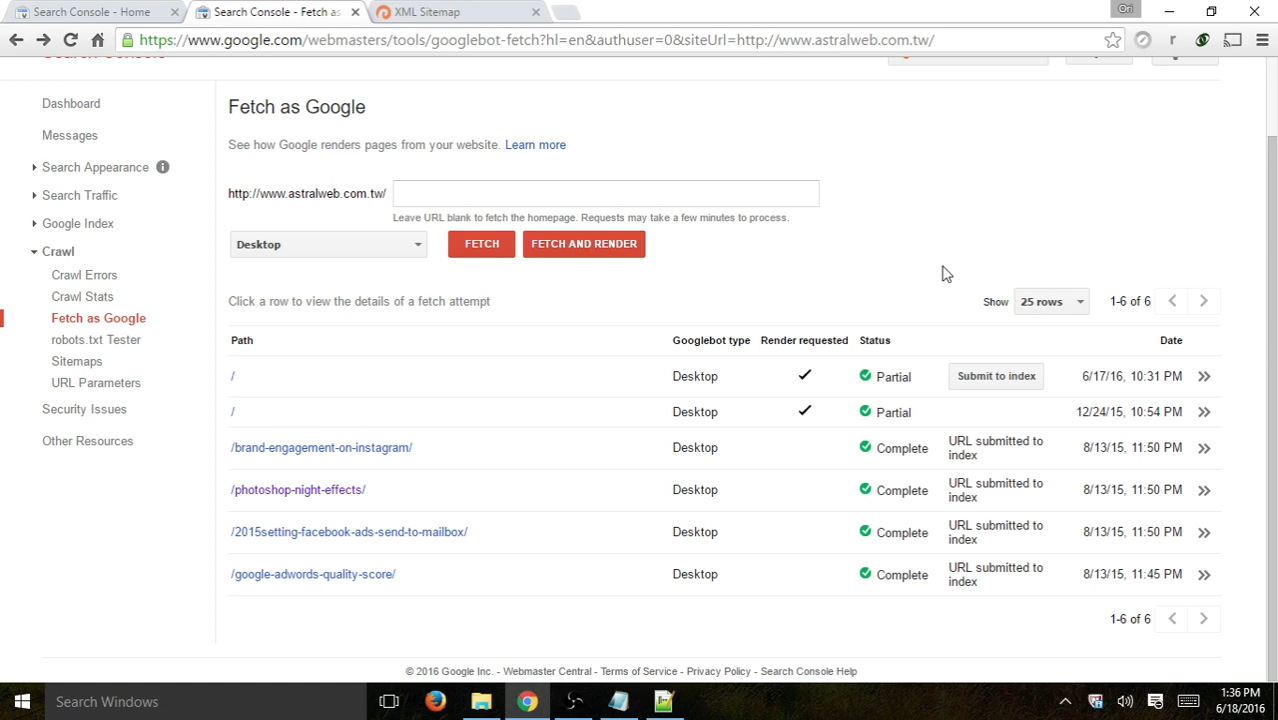 Search Console - Home
Search Console - Fetch as
XML Sitemap
Ori
https://www.google.com/webmasters/tools/googlebot-fetch?hl=en&authuser=0&siteUrl=http://www.astralweb.com.tw/
Dashboard
Messages
Search Appearance
Search Traffic
Google Index
Crawl
Crawl Errors
Crawl Stats
Fetch as Google
robots.txt Tester
Sitemaps
URL Parameters
Security Issues
Other Resources
Fetch as Google
See how Google renders pages from your website. Learn more
http://www.astralweb.com.tw/
Leave URL blank to fetch the homepage. Requests may take a few minutes to process.
Desktop
FETCH
FETCH AND RENDER
Click a row to view the details of a fetch attempt
Show 25 rows 1-6 of 6
Path Googlebot type Render requested Status Date
/ Desktop ✓ Partial Submit to index 6/17/16, 10:31 PM
/ Desktop ✓ Partial 12/24/15, 10:54 PM
/brand-engagement-on-instagram/ Desktop Complete URL submitted to
index 8/13/15, 11:50 PM
/photoshop-night-effects/ Desktop Complete URL submitted to
index 8/13/15, 11:50 PM
/2015setting-facebook-ads-send-to-mailbox/ Desktop Complete URL submitted to
index 8/13/15, 11:50 PM
/google-adwords-quality-score/ Desktop Complete URL submitted to
index 8/13/15, 11:45 PM
1-6 of 6
© 2016 Google Inc. - Webmaster Central - Terms of Service - Privacy Policy - Search Console Help
Search Windows
1:36 PM
6/18/2016